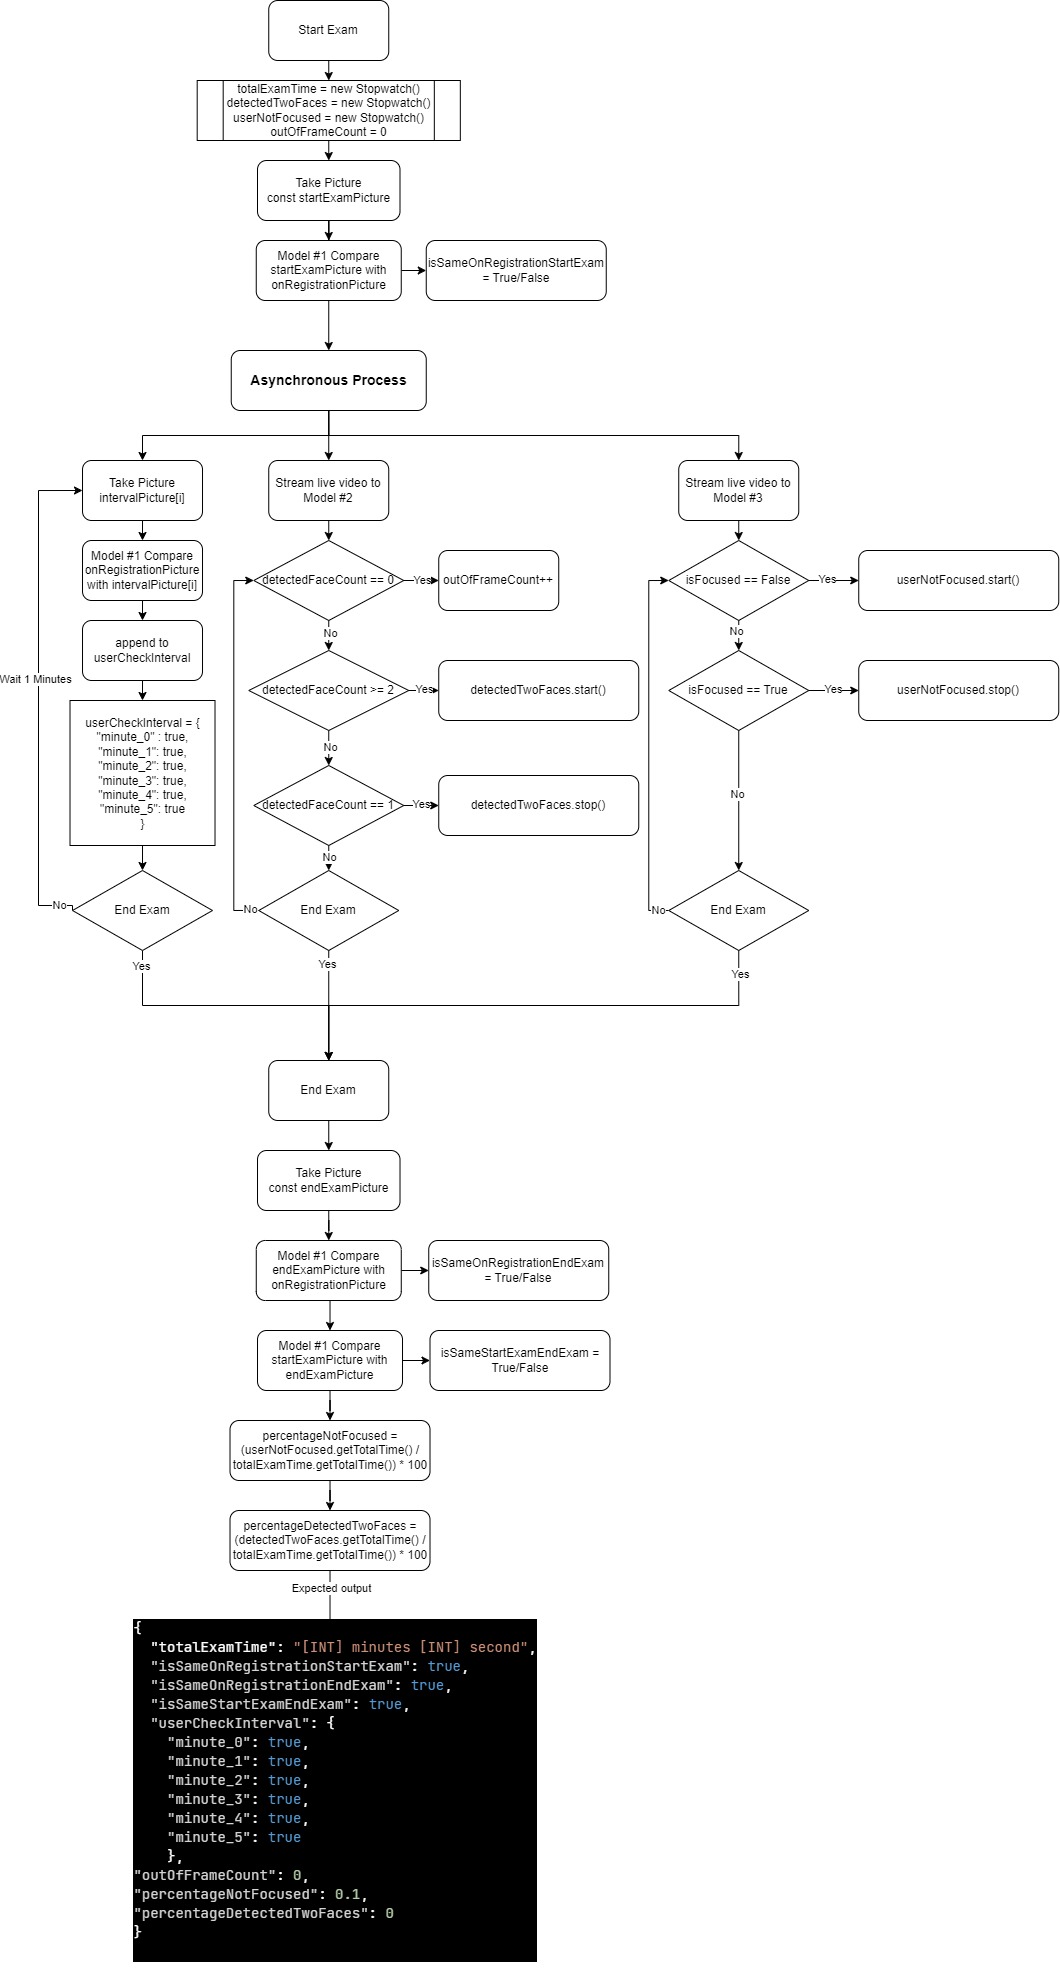 Start Exam
totalExamTime = new Stopwatch()
detectedTwoFaces = new Stopwatch()
userNotFocused = new Stopwatch()
outOfFrameCount = 0
Take Picture
const startExamPicture
Model #1 Compare
startExamPicture with
onRegistrationPicture
isSameOnRegistrationStartExam
= True/False
Asynchronous Process
Take Picture
intervalPicture[i]
Model #1 Compare
onRegistrationPicture
with intervalPicture[i]
append to
userCheckInterval
Wait 1 Minutes
userCheckInterval = {
"minute_0" : true,
"minute_1": true,
"minute_2": true,
"minute_3": true,
"minute_4": true,
"minute_5": true
}
End Exam
No
Yes
Stream live video to
Model #2
detectedFaceCount == 0
Yes
outOfFrameCount++
No
detectedFaceCount >= 2
Yes
detectedTwoFaces.start()
No
detectedFaceCount == 1
Yes
detectedTwoFaces.stop()
No
End Exam
No
Yes
Stream live video to
Model #3
isFocused == False
Yes
userNotFocused.start()
No
isFocused == True
Yes
userNotFocused.stop()
No
End Exam
No
Yes
End Exam
Take Picture
const endExamPicture
Model #1 Compare
endExamPicture with
onRegistrationPicture
isSameOnRegistrationEndExam
= True/False
Model #1 Compare
startExamPicture with
endExamPicture
isSameStartExamEndExam =
True/False
percentageNotFocused =
(userNotFocused.getTotalTime() /
totalExamTime.getTotalTime()) * 100
percentageDetectedTwoFaces =
(detectedTwoFaces.getTotalTime() /
totalExamTime.getTotalTime()) * 100
Expected output
{
"totalExamTime": "[INT] minutes [INT] second",
"isSameOnRegistrationStartExam": true,
"isSameOnRegistrationEndExam": true,
"isSameStartExamEndExam": true,
"userCheckInterval": {
"minute_0": true,
"minute_1": true,
"minute_2": true,
"minute_3": true,
"minute_4": true,
"minute_5": true
},
"outOfFrameCount": 0,
"percentageNotFocused": 0.1,
"percentageDetectedTwoFaces": 0
}